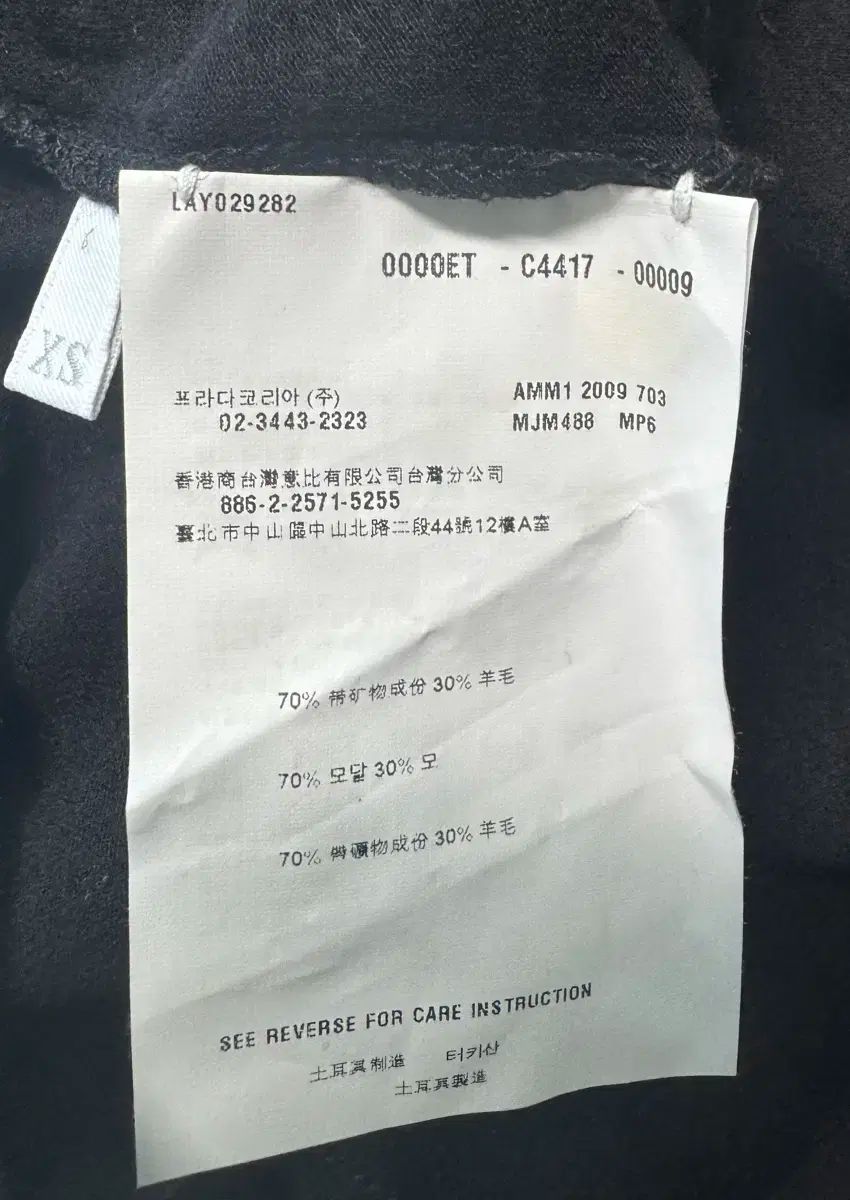 LAY029282
0000ET - C4417 - 00009
XS
프라다코리아 (주)
02-3443-2323
AMM1 2009 703
MJM488 MP6
香港商台灣意比有限公司台灣分公司
886-2-2571-5255
臺北市中山區中山北路二段44號12樓A室
70% 带矿物成份 30% 羊毛
70% 모달 30% 모
70% 帶礦物成份 30% 羊毛
SEE REVERSE FOR CARE INSTRUCTION
土耳其制造 터키산
土耳其製造